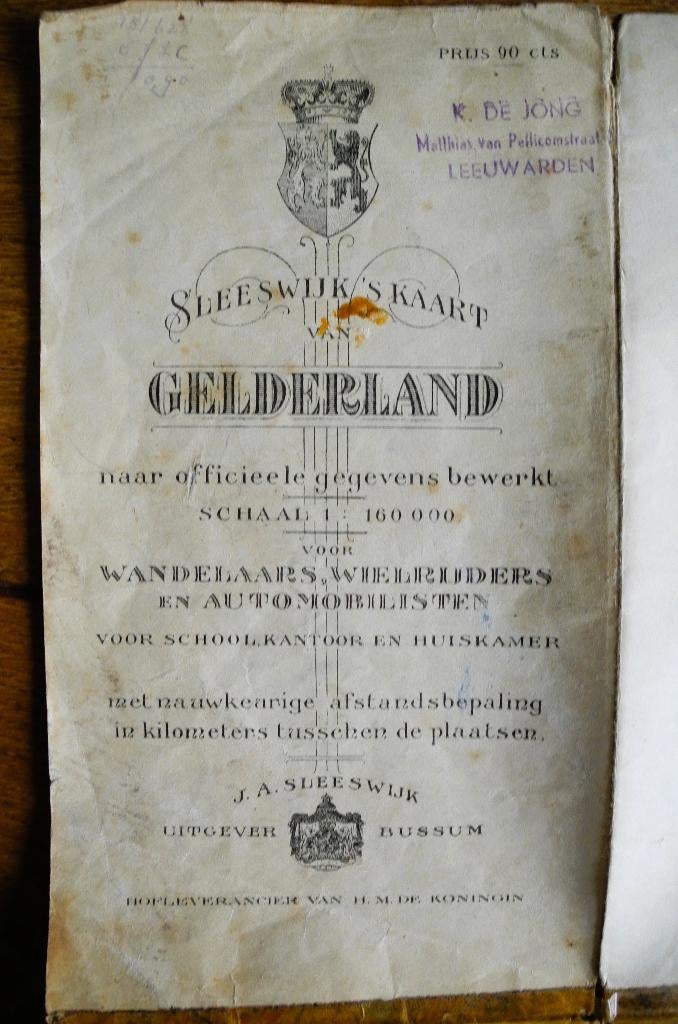 PRIJS 90 cts
K. DE JONG
Matthias van Pellicomstraat
LEEUWARDEN
SLEESWIJK'S KAART
VAN
GELDERLAND
naar officieele gegevens bewerkt
SCHAAL 1 : 160 000
VOOR
WANDELAARS, WIELRIJDERS
EN AUTOMOBILISTEN
VOOR SCHOOL, KANTOOR EN HUISKAMER
met nauwkeurige afstandsbepaling
in kilometers tusschen de plaatsen.
J. A. SLEESWIJK
UITGEVER BUSSUM
HOFLEVERANCIER VAN H. M. DE KONINGIN